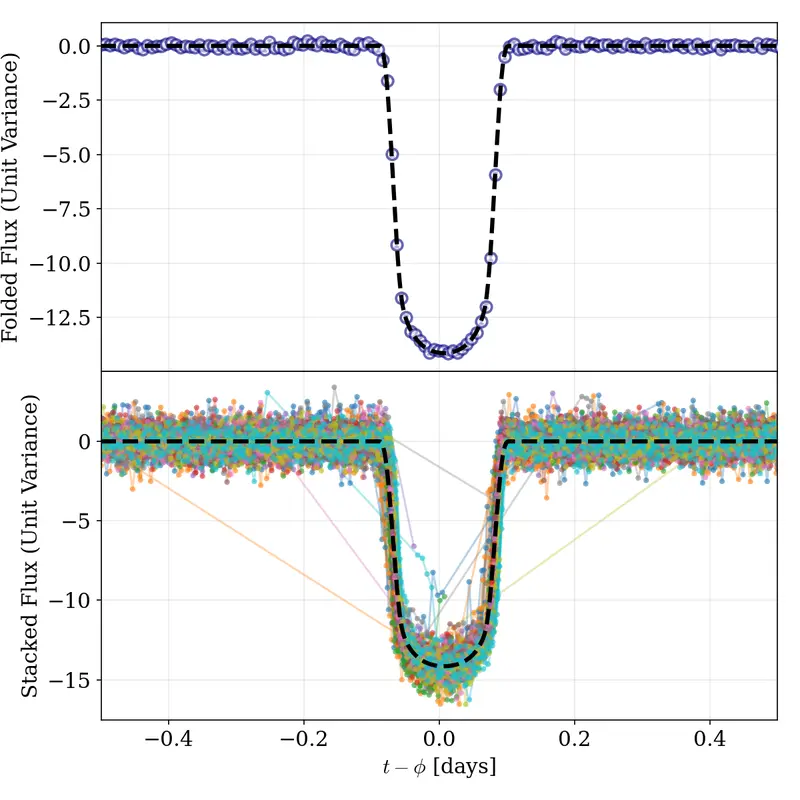 Folded Flux (Unit Variance)
0.0
−2.5
−5.0
−7.5
−10.0
−12.5
Stacked Flux (Unit Variance)
0
−5
−10
−15
−0.4 −0.2 0.0 0.2 0.4
t − ϕ [days]